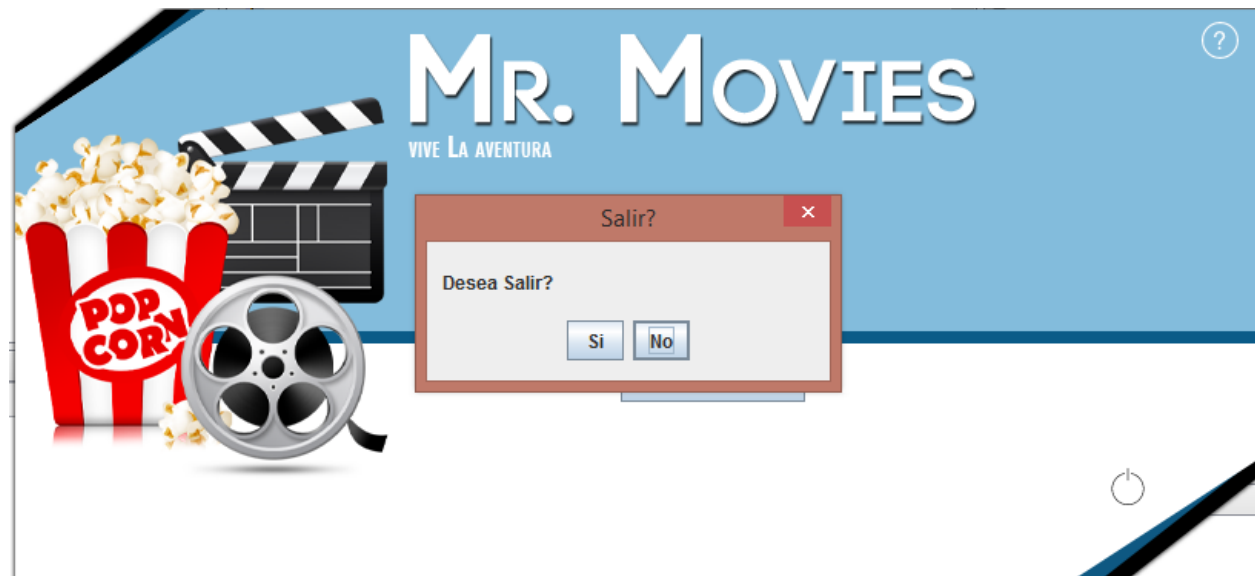 ?
MR. MOVIES
VIVE LA AVENTURA
Salir?
Desea Salir?
Si
No
POP
CORN